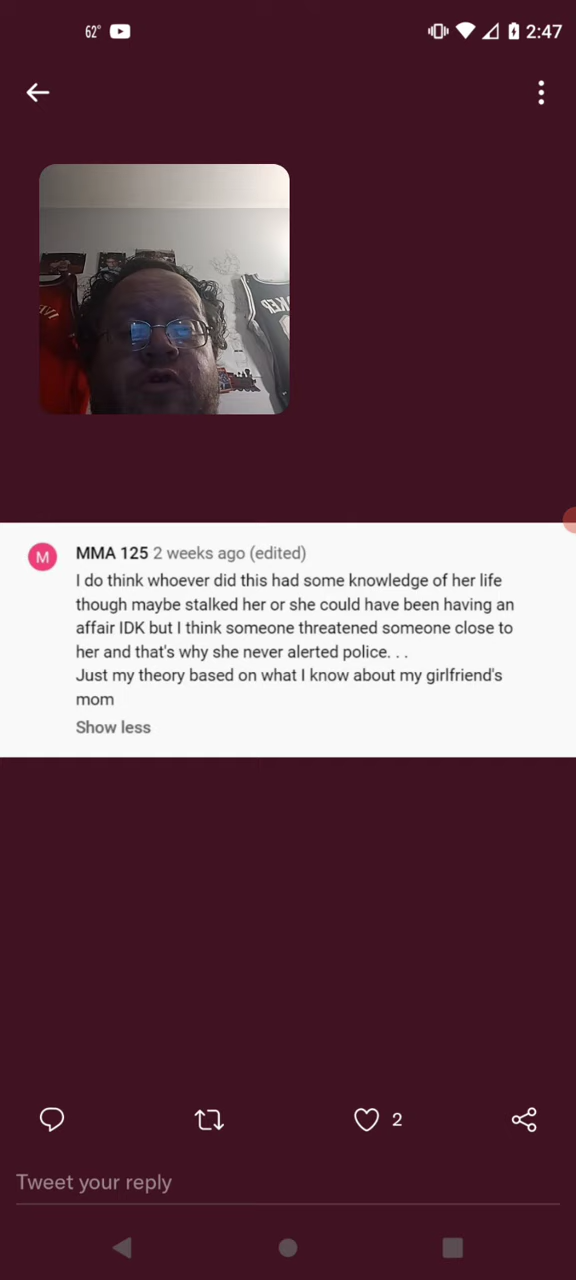 62°
2:47
M
MMA 125 2 weeks ago (edited)
I do think whoever did this had some knowledge of her life
though maybe stalked her or she could have been having an
affair IDK but I think someone threatened someone close to
her and that's why she never alerted police. . .
Just my theory based on what I know about my girlfriend's
mom
Show less
2
Tweet your reply